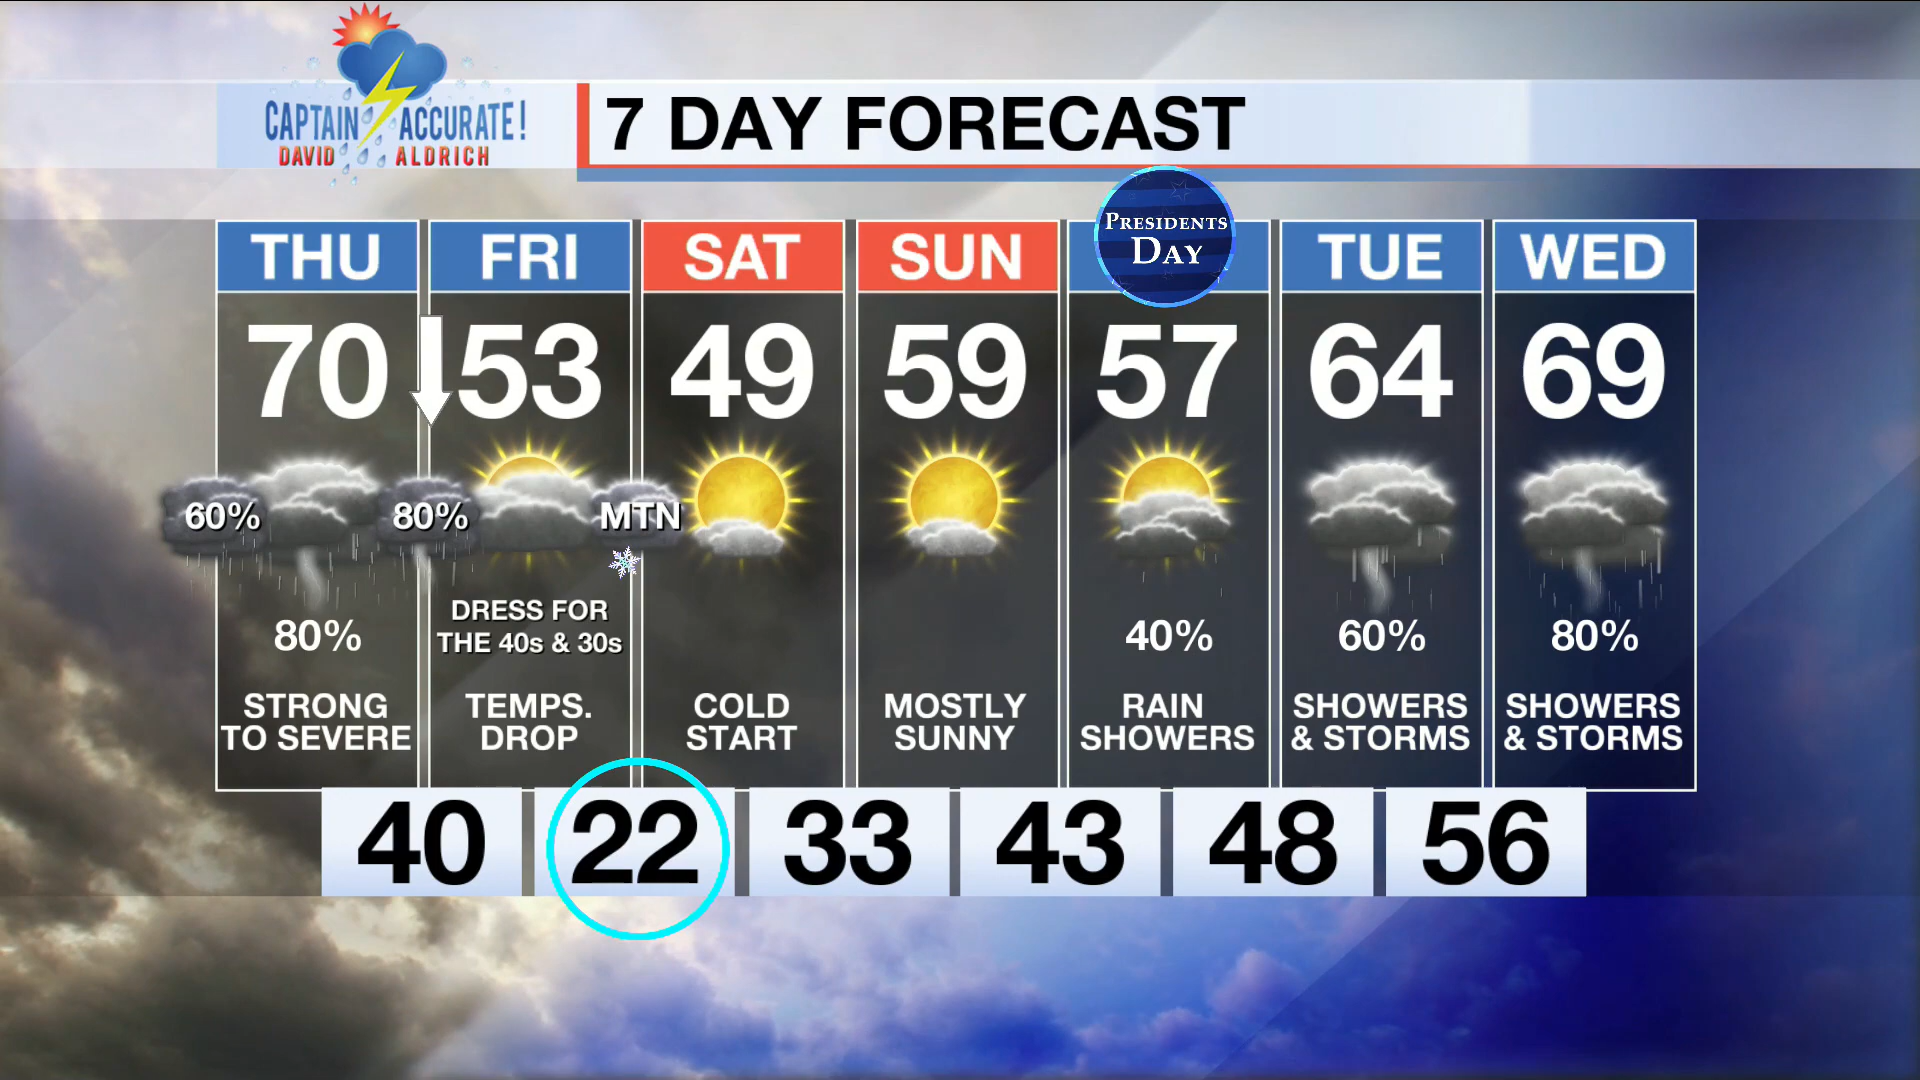 CAPTAIN ACCURATE!
DAVID ALDRICH
7 DAY FORECAST
THU
FRI
SAT
SUN
PRESIDENTS
DAY
TUE
WED
70
53
49
59
57
64
69
60%
80%
MTN
80%
DRESS FOR
THE 40s & 30s
40%
60%
80%
STRONG
TO SEVERE
TEMPS.
DROP
COLD
START
MOSTLY
SUNNY
RAIN
SHOWERS
SHOWERS
& STORMS
SHOWERS
& STORMS
40
22
33
43
48
56